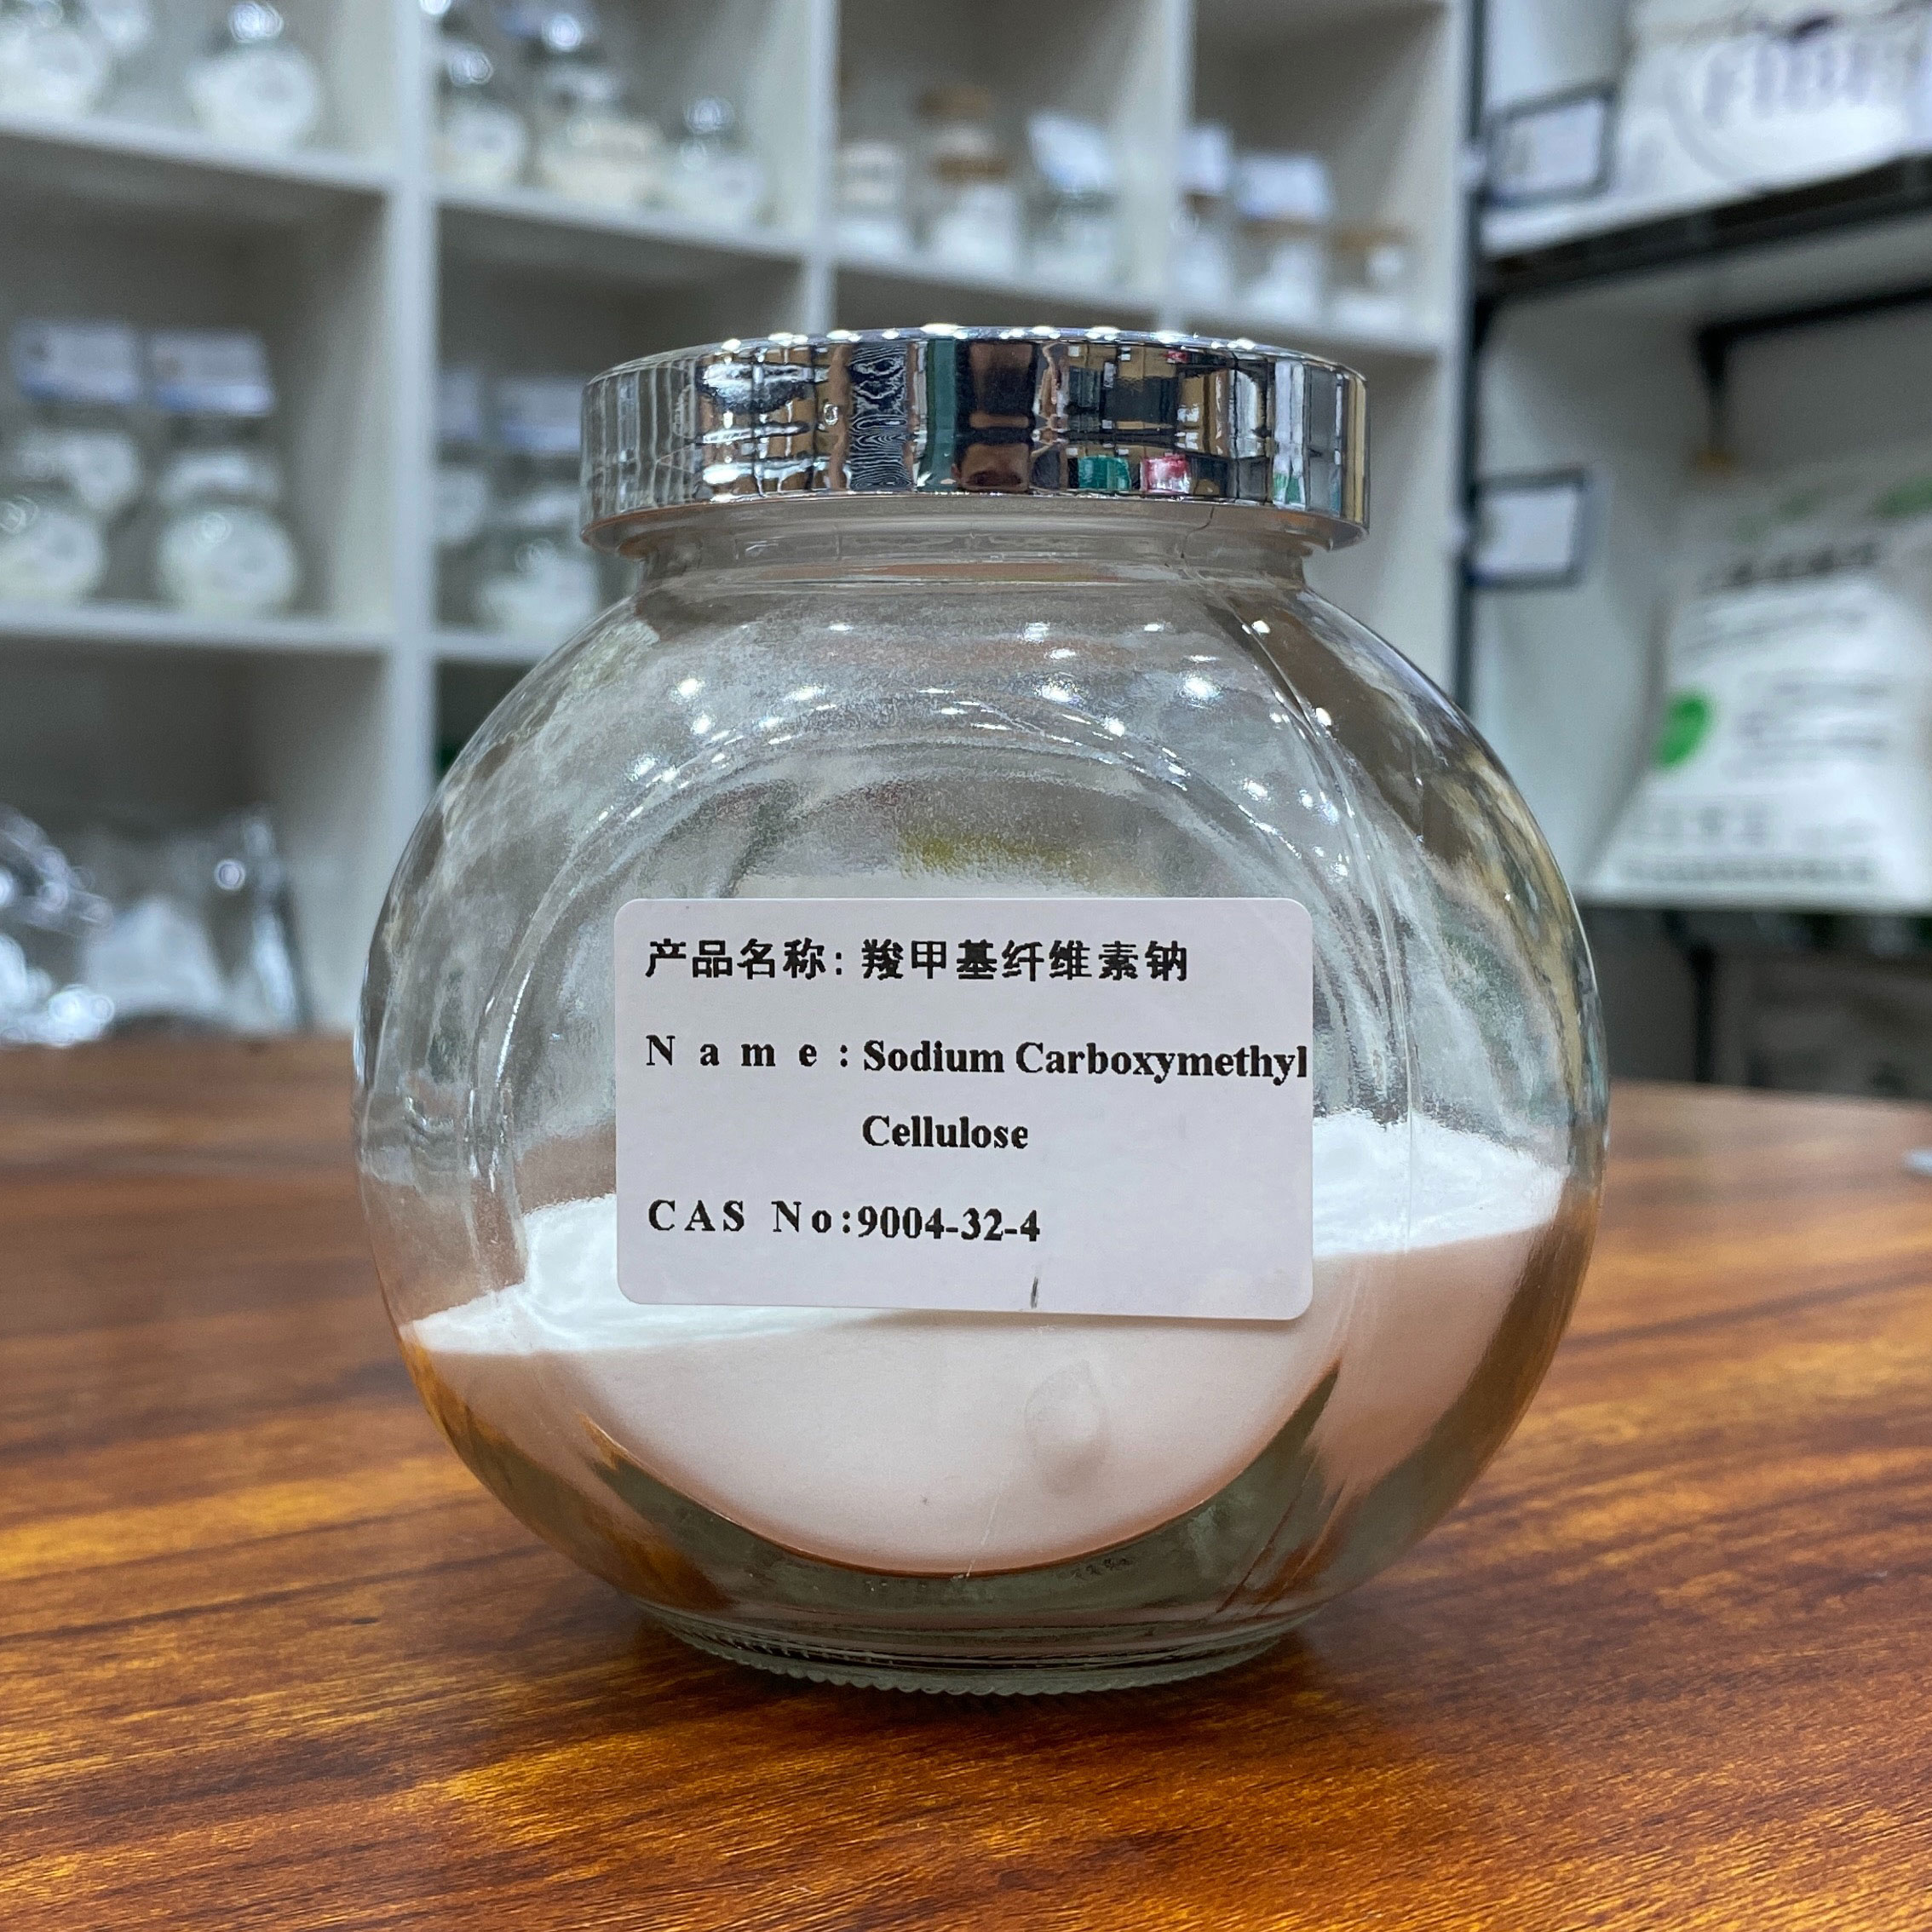 产品名称: 羧甲基纤维素钠
Name: Sodium Carboxymethyl
Cellulose
CAS No:9004-32-4